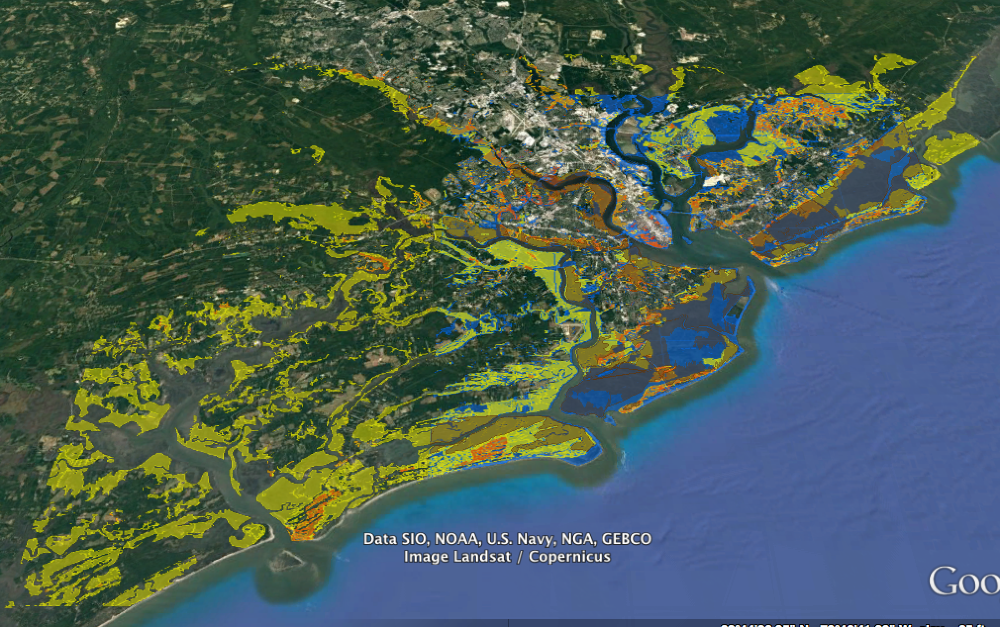 Data SIO, NOAA, U.S. Navy, NGA, GEBCO
Image Landsat / Copernicus
Goo